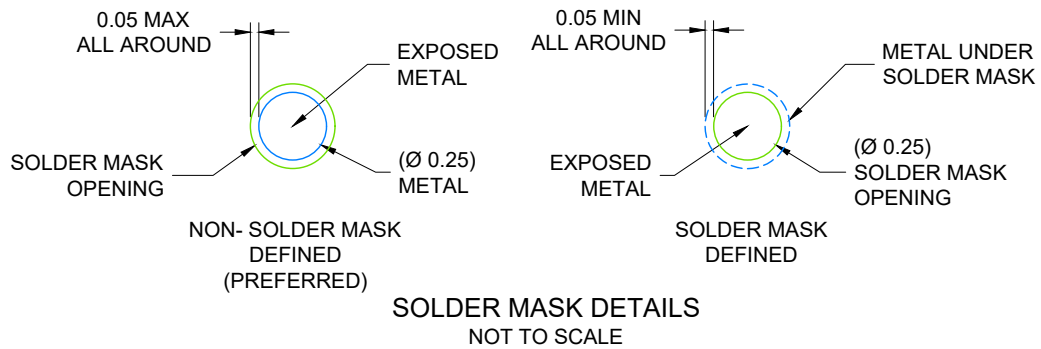 0.05 MAX
ALL AROUND
EXPOSED
METAL
SOLDER MASK
OPENING
(Ø 0.25)
METAL
NON- SOLDER MASK
DEFINED
(PREFERRED)
0.05 MIN
ALL AROUND
METAL UNDER
SOLDER MASK
EXPOSED
METAL
(Ø 0.25)
SOLDER MASK
OPENING
SOLDER MASK
DEFINED
SOLDER MASK DETAILS
NOT TO SCALE